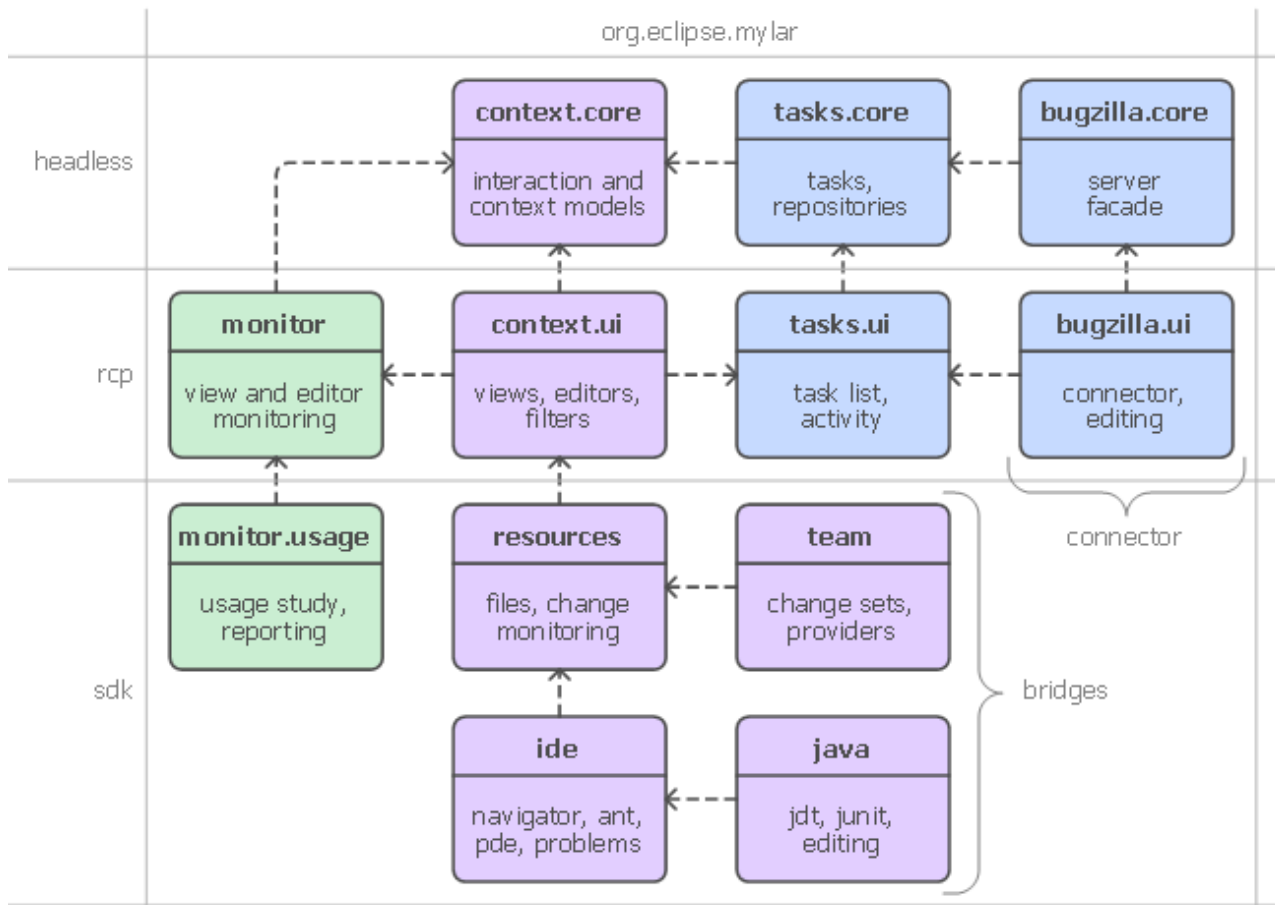 org.eclipse.mylar
headless
context.core
interaction and
context models
tasks.core
tasks,
repositories
bugzilla.core
server
facade
rcp
monitor
view and editor
monitoring
context.ui
views, editors,
filters
tasks.ui
task list,
activity
bugzilla.ui
connector,
editing
connector
sdk
monitor.usage
usage study,
reporting
resources
files, change
monitoring
team
change sets,
providers
bridges
ide
navigator, ant,
pde, problems
java
jdt, junit,
editing